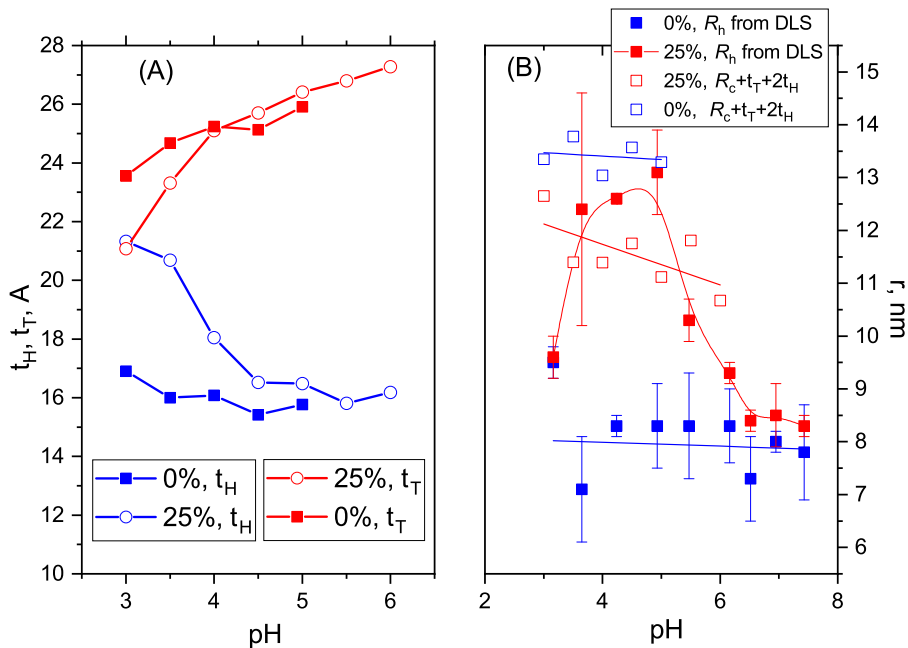 (A)
28
26
24
22
20
18
16
14
12
10
t_H, t_T, A
3
4
5
6
pH
0%, t_H
25%, t_H
25%, t_T
0%, t_T
(B)
0%, R_h from DLS
25%, R_h from DLS
25%, R_c+t_T+2t_H
0%, R_c+t_T+2t_H
15
14
13
12
11
10
9
8
7
6
r, nm
2
4
6
8
pH